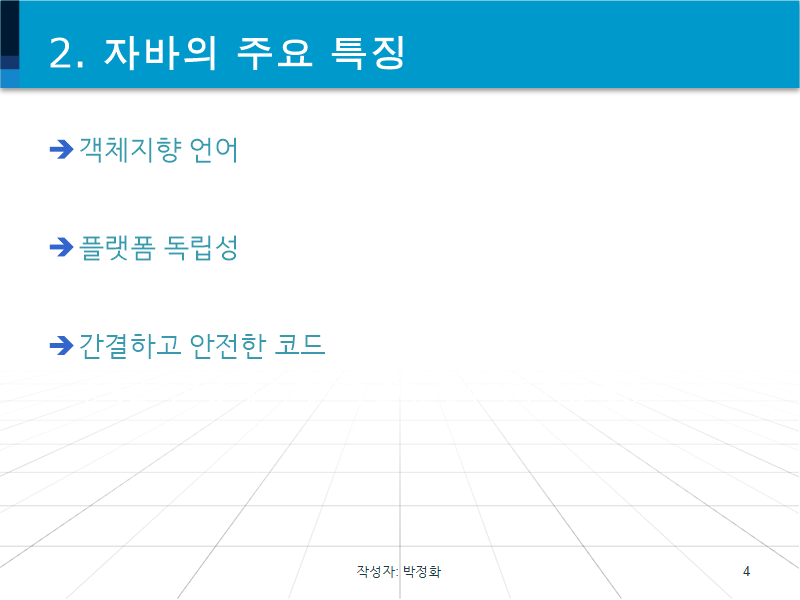 2. 자바의 주요 특징
➔객체지향 언어
➔플랫폼 독립성
➔간결하고 안전한 코드
작성자: 박정화
4